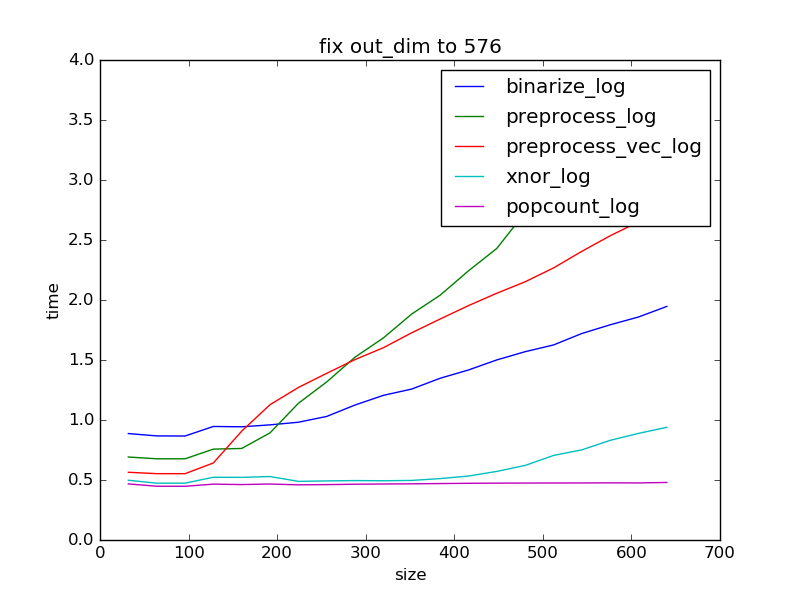 fix out_dim to 576
4.0
3.5
3.0
2.5
2.0
1.5
1.0
0.5
0.0
time
binarize_log
preprocess_log
preprocess_vec_log
xnor_log
popcount_log
0
100
200
300
400
500
600
700
size